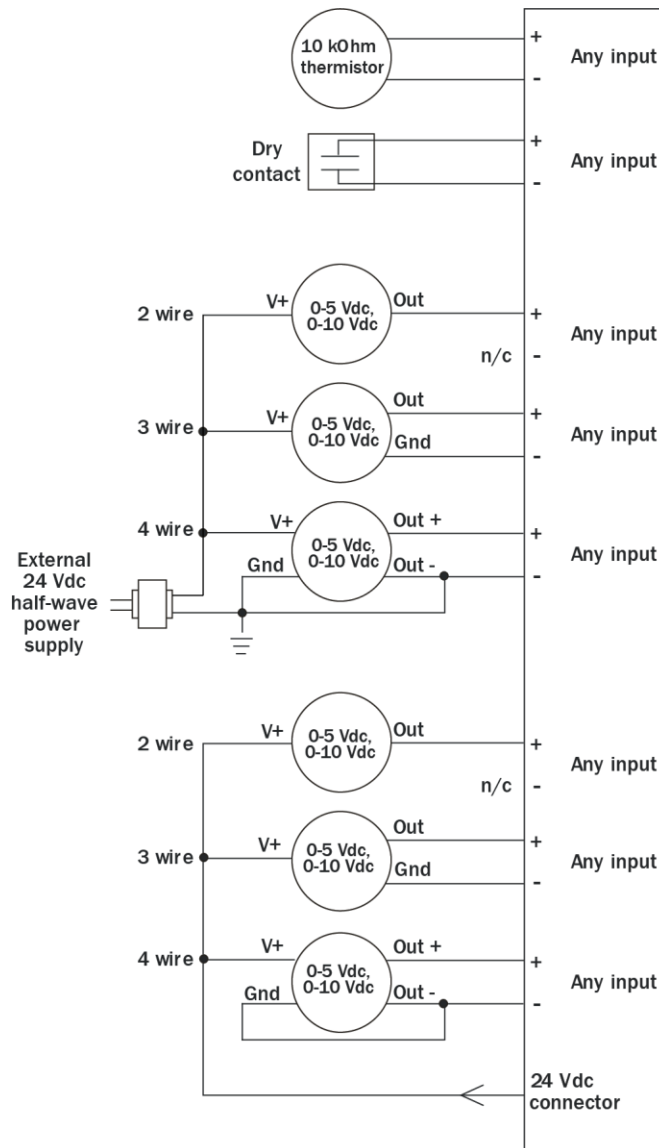 10 kOhm
thermistor
+
-
Any input
Dry
contact
+
-
Any input
2 wire
V+
0-5 Vdc,
0-10 Vdc
Out
+
n/c
-
Any input
3 wire
V+
0-5 Vdc,
0-10 Vdc
Out
Gnd
+
-
Any input
4 wire
V+
Gnd
0-5 Vdc,
0-10 Vdc
Out +
Out -
+
-
Any input
External
24 Vdc
half-wave
power
supply
2 wire
V+
0-5 Vdc,
0-10 Vdc
Out
+
n/c
-
Any input
3 wire
V+
0-5 Vdc,
0-10 Vdc
Out
Gnd
+
-
Any input
4 wire
V+
Gnd
0-5 Vdc,
0-10 Vdc
Out +
Out -
+
-
Any input
24 Vdc
connector